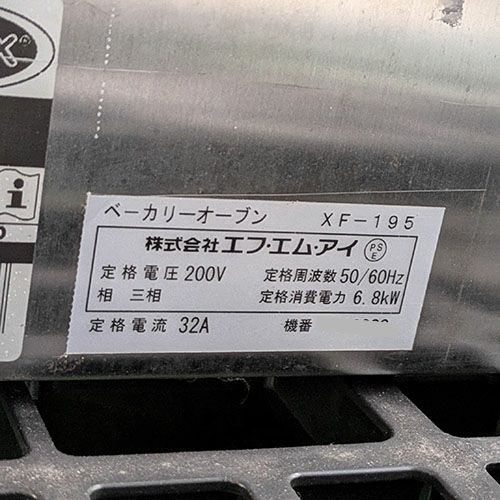 ベーカリーオーブン XF-195
株式会社エフ・エム・アイ PSE
定格電圧 200V 定格周波数 50/60Hz
相 三相 定格消費電力 6.8kW
定格電流 32A 機番